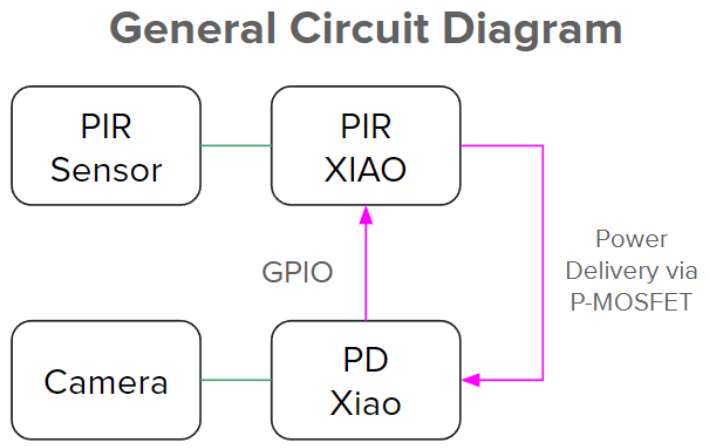 General Circuit Diagram
PIR
Sensor
PIR
XIAO
GPIO
Power
Delivery via
P-MOSFET
Camera
PD
Xiao